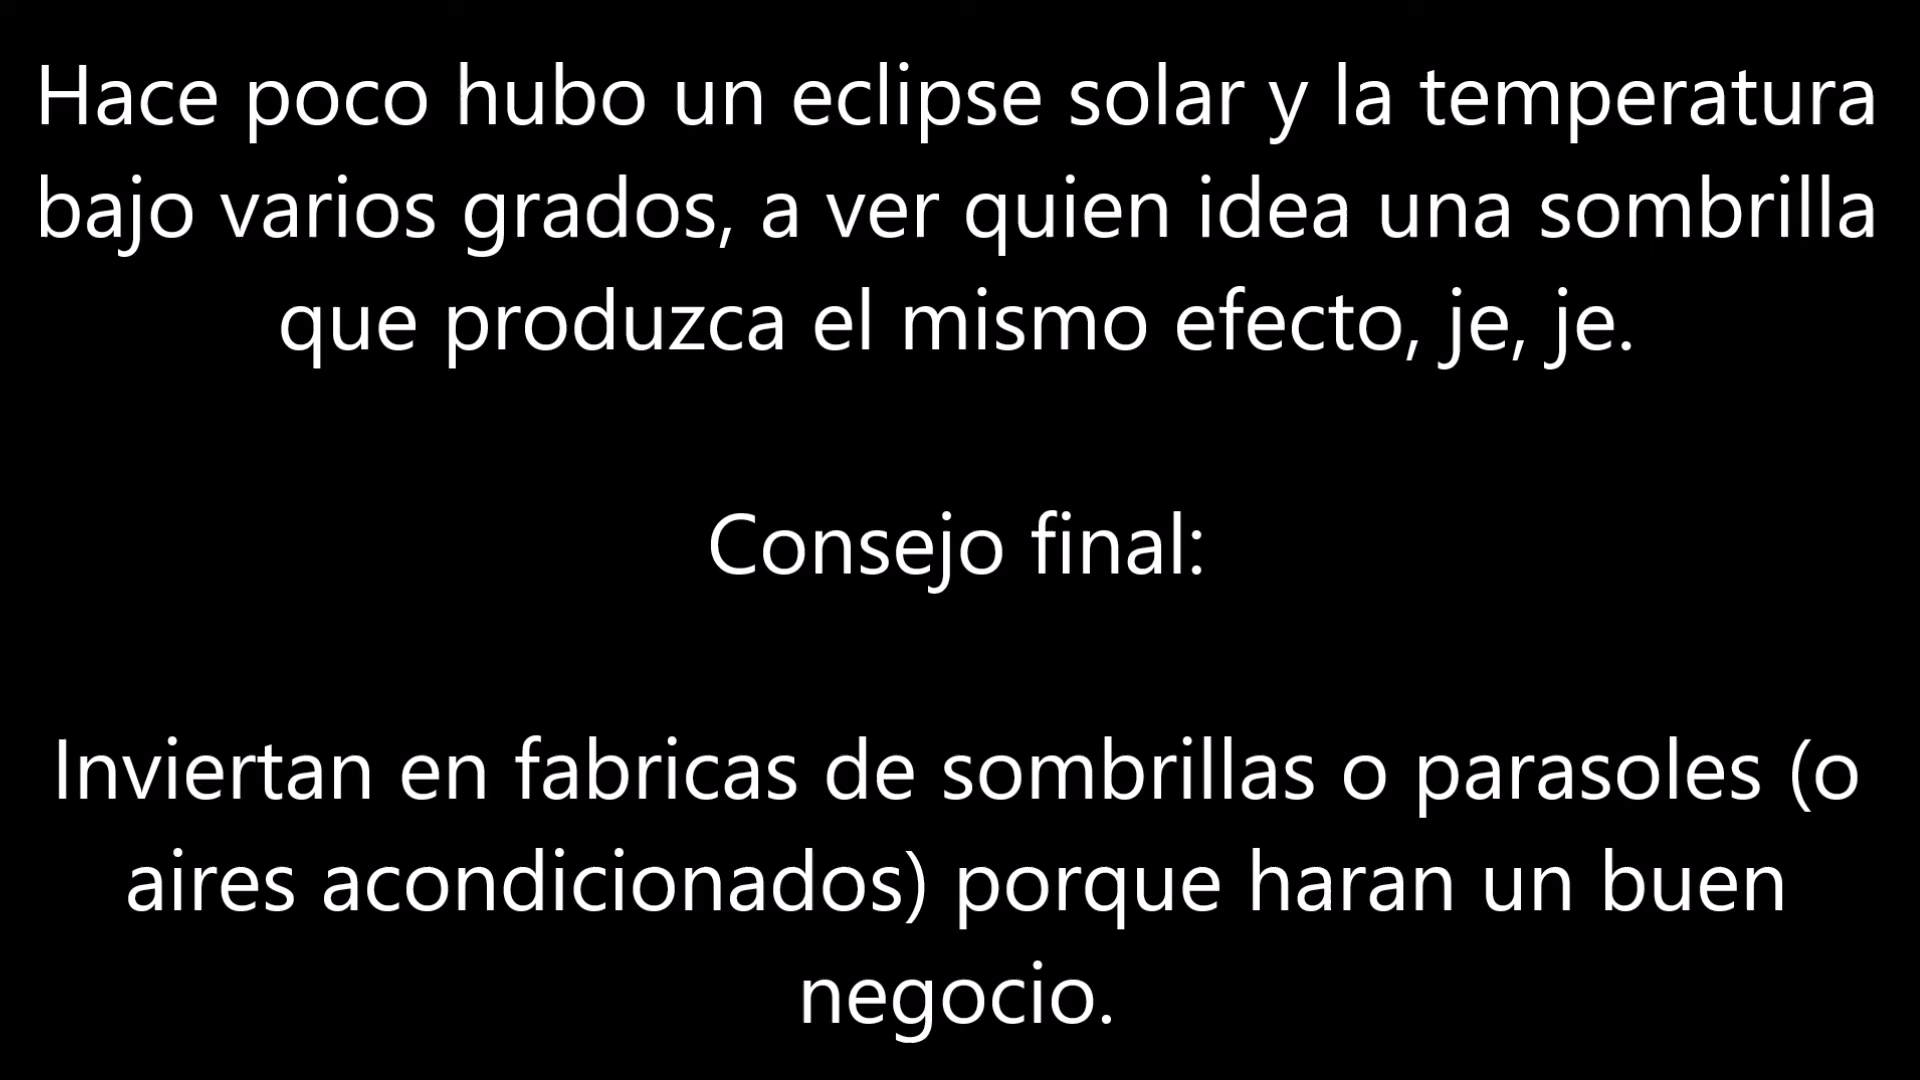 Hace poco hubo un eclipse solar y la temperatura
bajo varios grados, a ver quien idea una sombrilla
que produzca el mismo efecto, je, je.
Consejo final:
Inviertan en fabricas de sombrillas o parasoles (o
aires acondicionados) porque haran un buen
negocio.